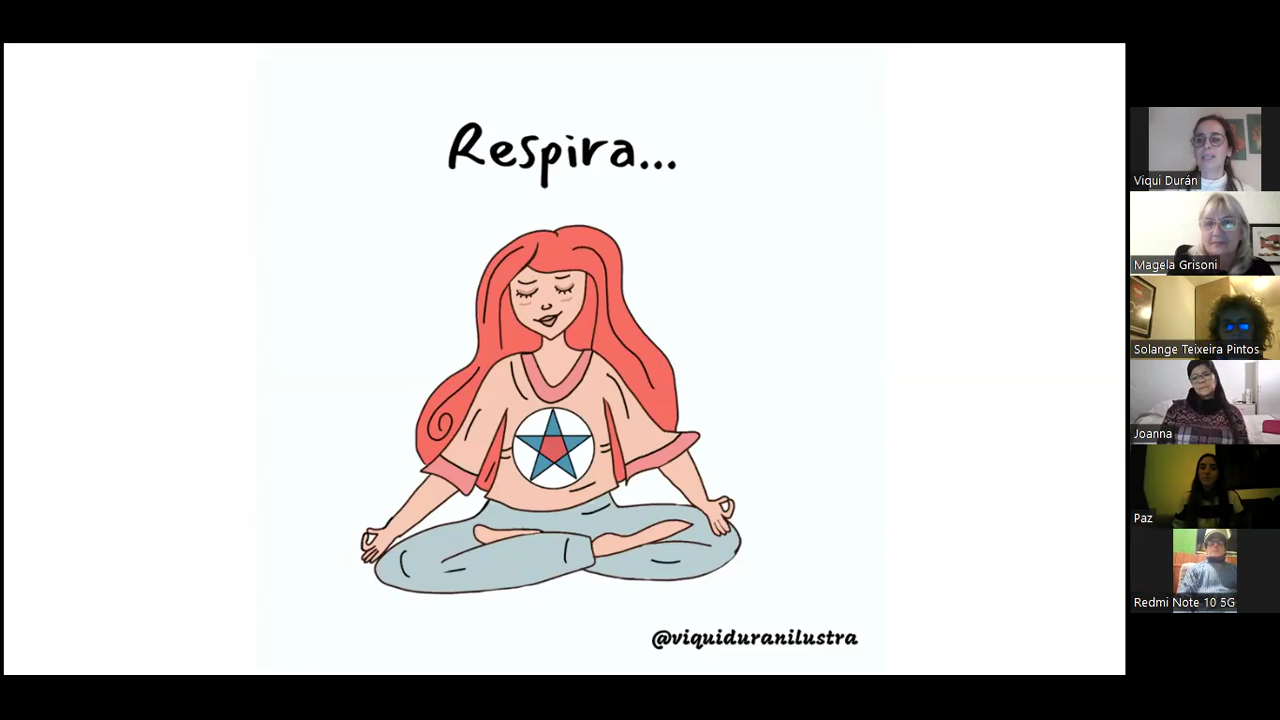 Respira...
@viquiduranilustra
Viqui Durán
Magela Grisoni
Solange Teixeira Pintos
Joanna
Paz
Redmi Note 10 5G